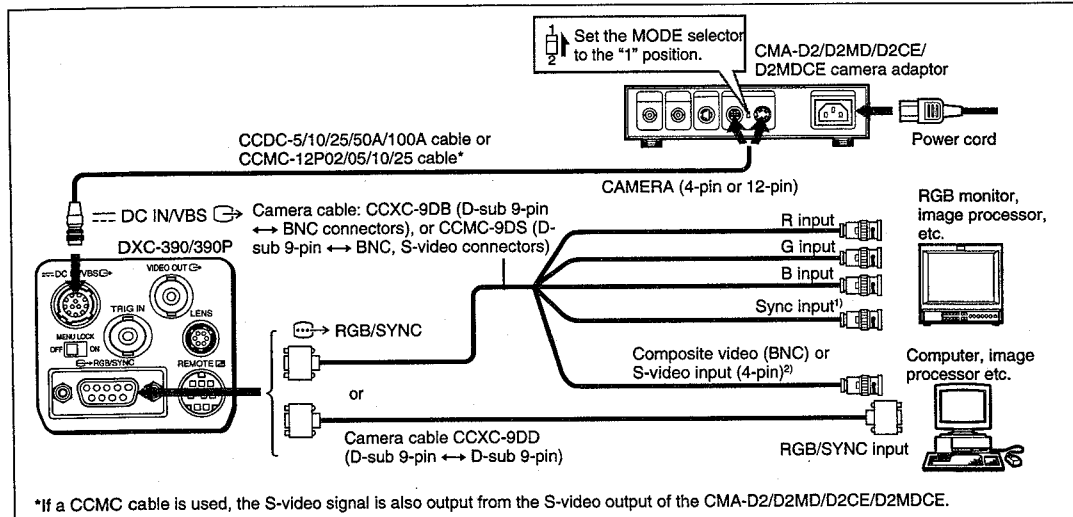 1
2
Set the MODE selector
to the “1” position.
CMA-D2/D2MD/D2CE/
D2MDCE camera adaptor
Power cord
CCDC-5/10/25/50A/100A cable or
CCMC-12P02/05/10/25 cable*
CAMERA (4-pin or 12-pin)
DC IN/VBS
Camera cable: CCXC-9DB (D-sub 9-pin
↔ BNC connectors), or CCMC-9DS (D-
sub 9-pin ↔ BNC, S-video connectors)
RGB monitor,
image processor,
etc.
R input
G input
B input
Sync input1)
DXC-390/390P
DC IN/VBS
VIDEO OUT
TRIG IN
LENS
MENU LOCK
OFF ON
RGB/SYNC
REMOTE
RGB/SYNC
or
Composite video (BNC) or
S-video input (4-pin)2)
Computer, image
processor etc.
Camera cable CCXC-9DD
(D-sub 9-pin ↔ D-sub 9-pin)
RGB/SYNC input
*If a CCMC cable is used, the S-video signal is also output from the S-video output of the CMA-D2/D2MD/D2CE/D2MDCE.